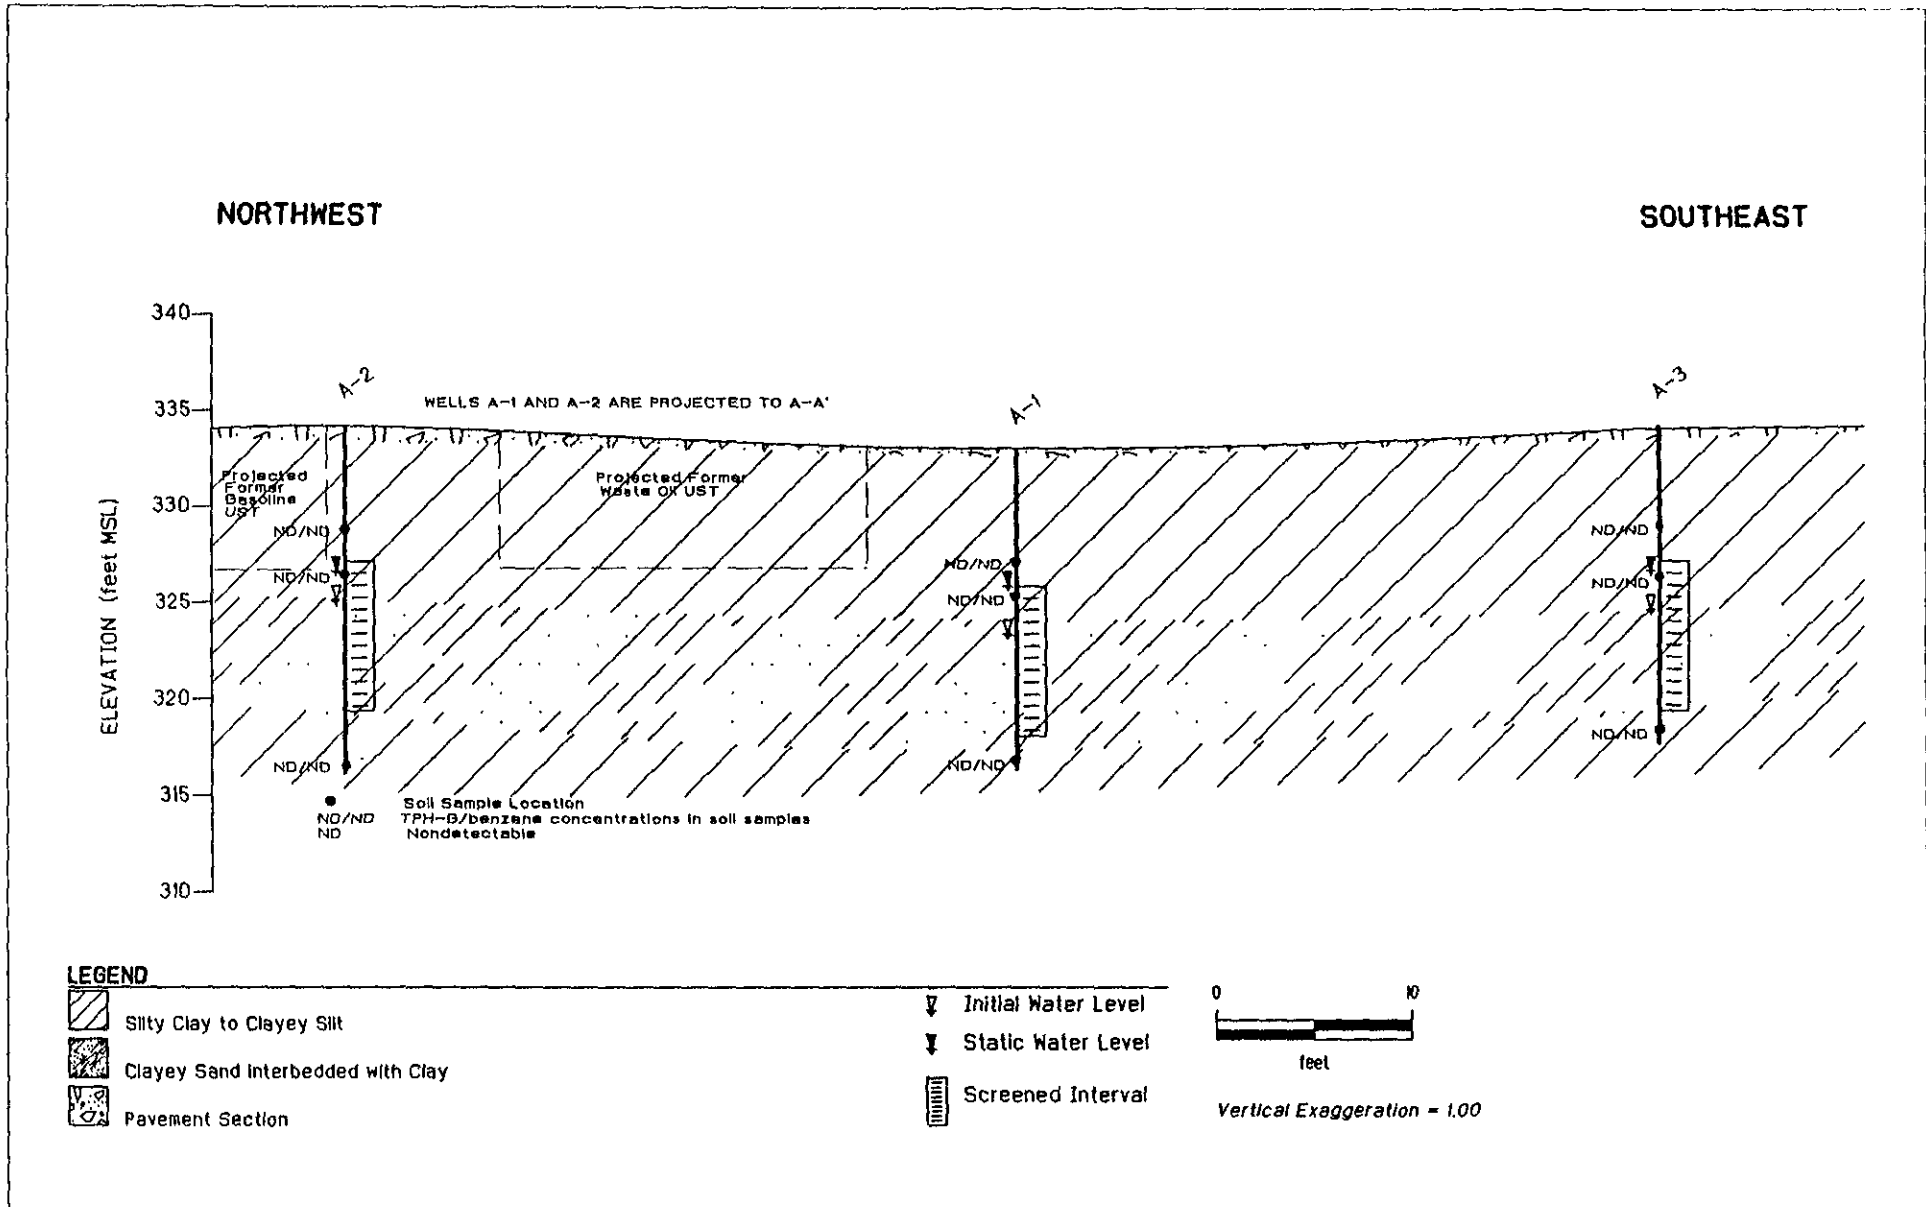 NORTHWEST
SOUTHEAST
340
335
330
325
320
315
310
ELEVATION (feet MSL)
A-2
WELLS A-1 AND A-2 ARE PROJECTED TO A-A'
A-1
A-3
Projected
Former
Gasoline
UST
Projected Former
Waste Oil UST
ND/ND
ND/ND
ND/ND
ND/ND
ND/ND
ND/ND
ND/ND
ND/ND
ND/ND
Soil Sample Location
ND/ND TPH-G/benzene concentrations in soil samples
ND Nondetectable
LEGEND
Silty Clay to Clayey Silt
Clayey Sand Interbedded with Clay
Pavement Section
Initial Water Level
Static Water Level
Screened Interval
0 10
feet
Vertical Exaggeration = 1.00